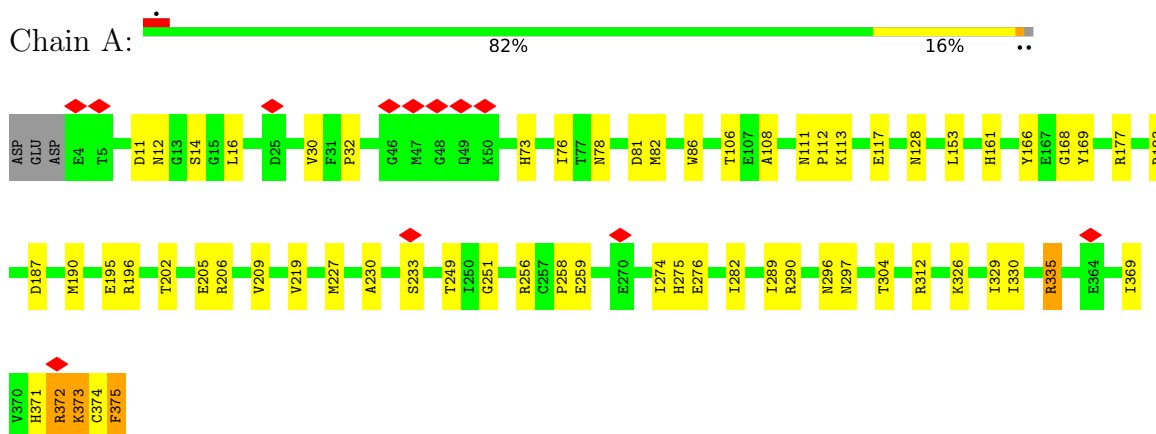 Chain A:
82% 16%
ASP GLU ASP E4 T5 D11 N12 G13 S14 G15 L16 D25 V30 F31 P32 G46 M47 G48 Q49 K50 H73 I76 T77 N78 D81 M82 W86 T106 E107 A108 N111 P112 K113 E117 N128 L153 H161 Y166 E167 G168 Y169 R177
D187 M190 E195 R196 T202 E205 R206 V209 V219 M227 A230 S233 T249 I250 G251 R256 C257 P258 E259 E270 I274 H275 E276 I282 I289 R290 N296 N297 T304 R312 K326 I329 I330 R335 E364 I369
V370 H371 R372 K373 C374 F375